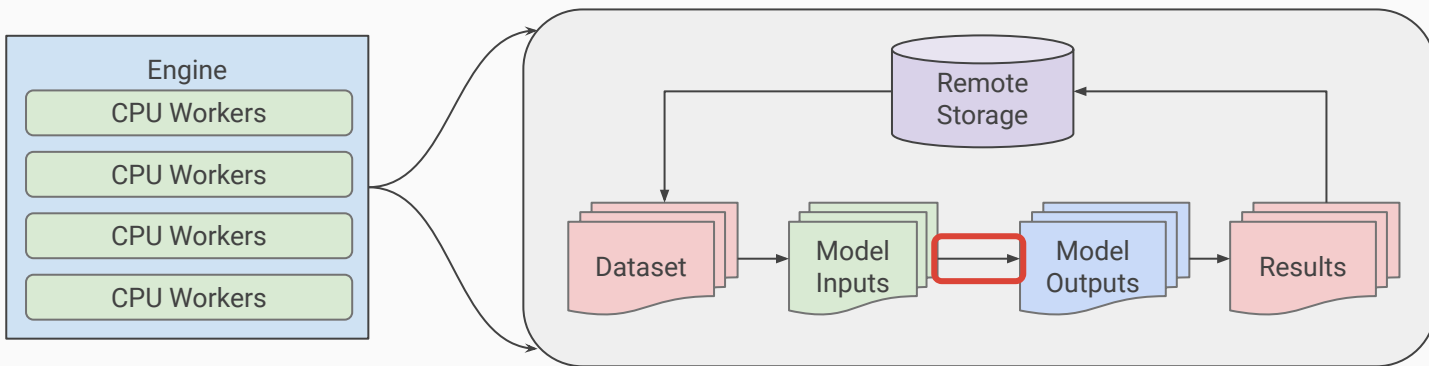 Engine
CPU Workers
CPU Workers
CPU Workers
CPU Workers
Remote
Storage
Dataset
Model
Inputs
Model
Outputs
Results